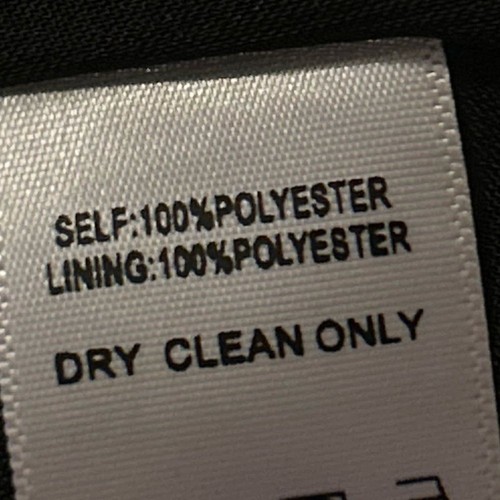 SELF:100%POLYESTER
LINING:100%POLYESTER
DRY CLEAN ONLY